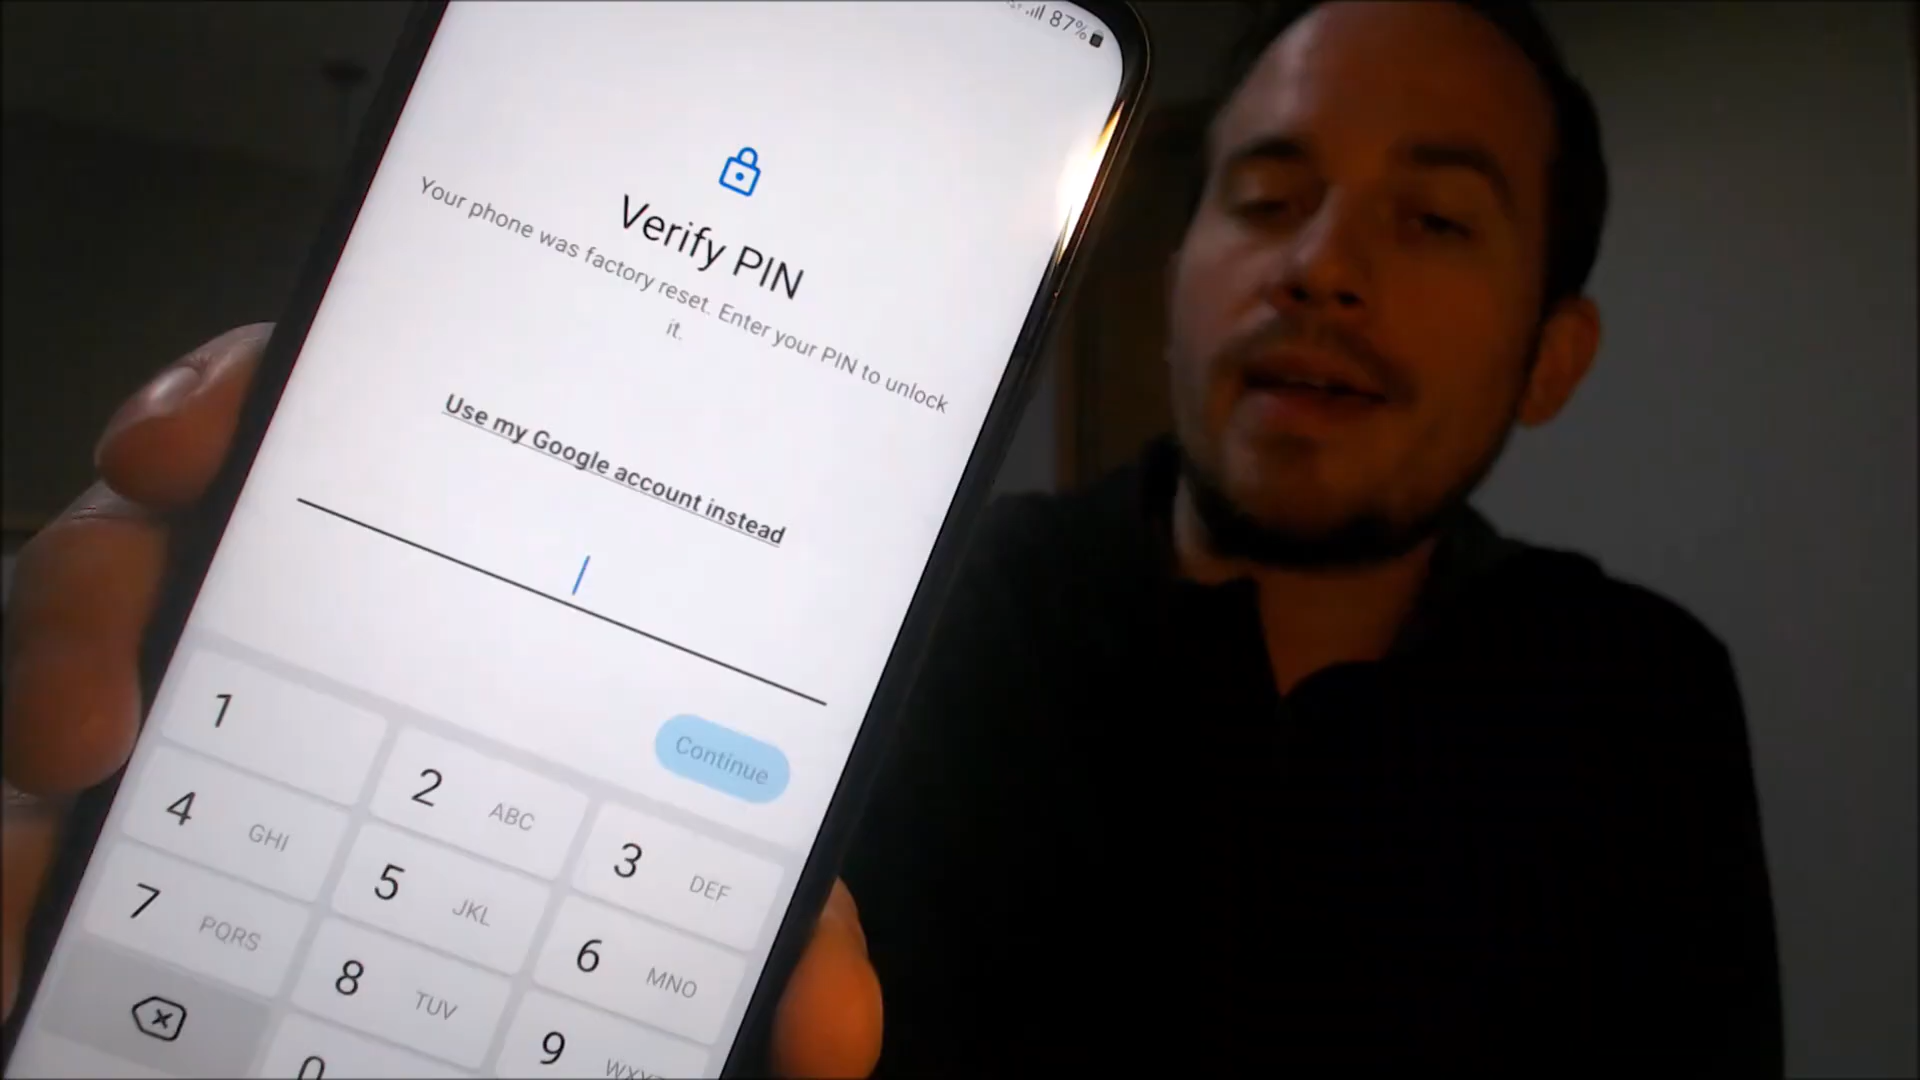 87%
Verify PIN
Your phone was factory reset. Enter your PIN to unlock
it.
Use my Google account instead
Continue
1
2 ABC
3 DEF
4 GHI
5 JKL
6 MNO
7 PQRS
8 TUV
9
0